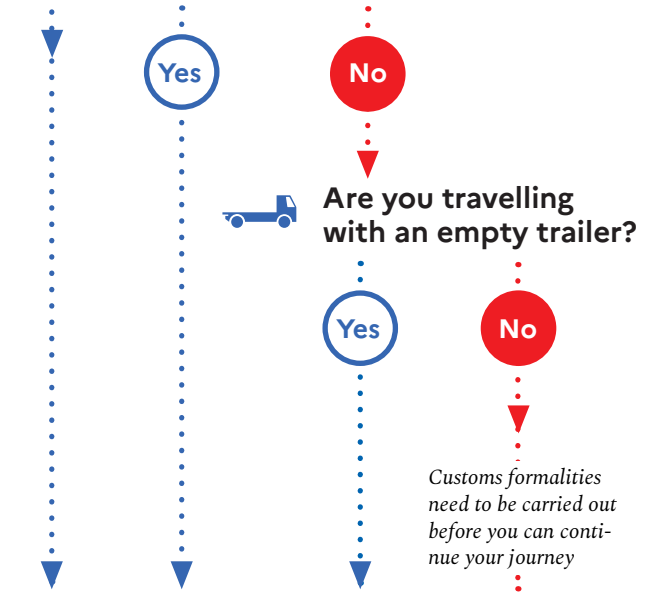 Yes
No
Are you travelling
with an empty trailer?
Yes
No
Customs formalities
need to be carried out
before you can conti-
nue your journey